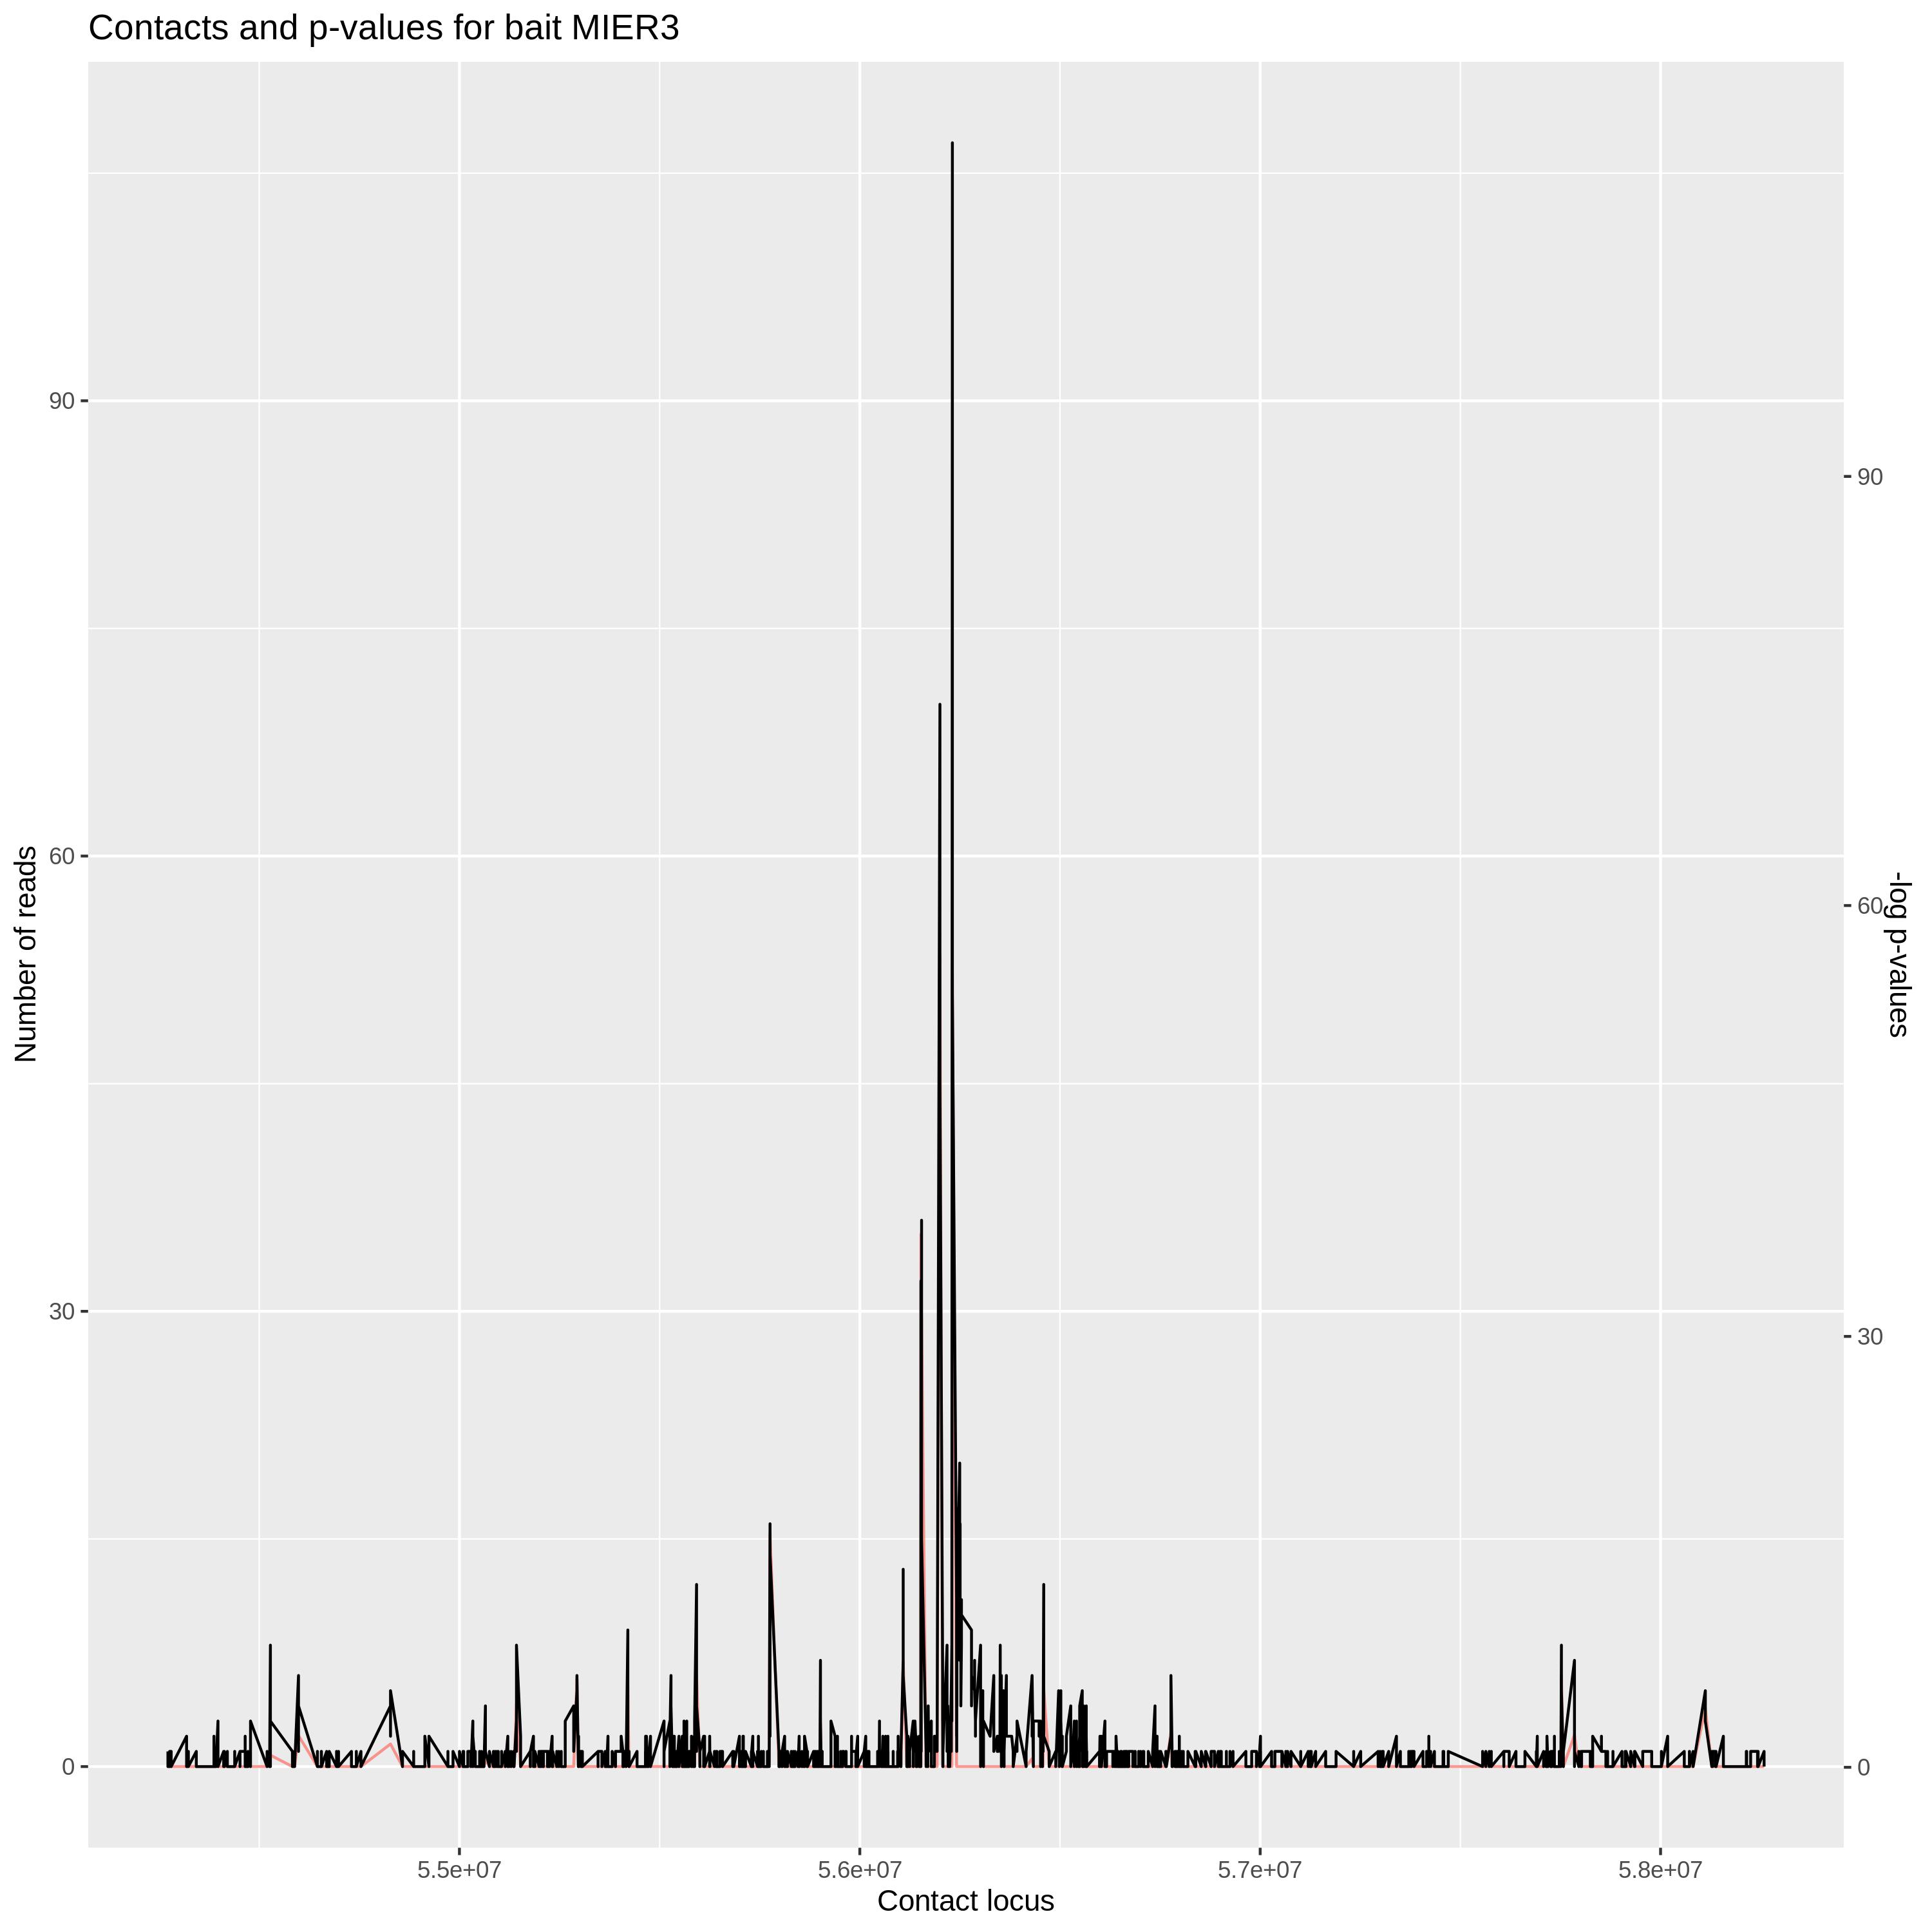 Contacts and p-values for bait MIER3
Number of reads
90
60
30
0
90
60
30
0
-log p-values
5.5e+07
5.6e+07
5.7e+07
5.8e+07
Contact locus